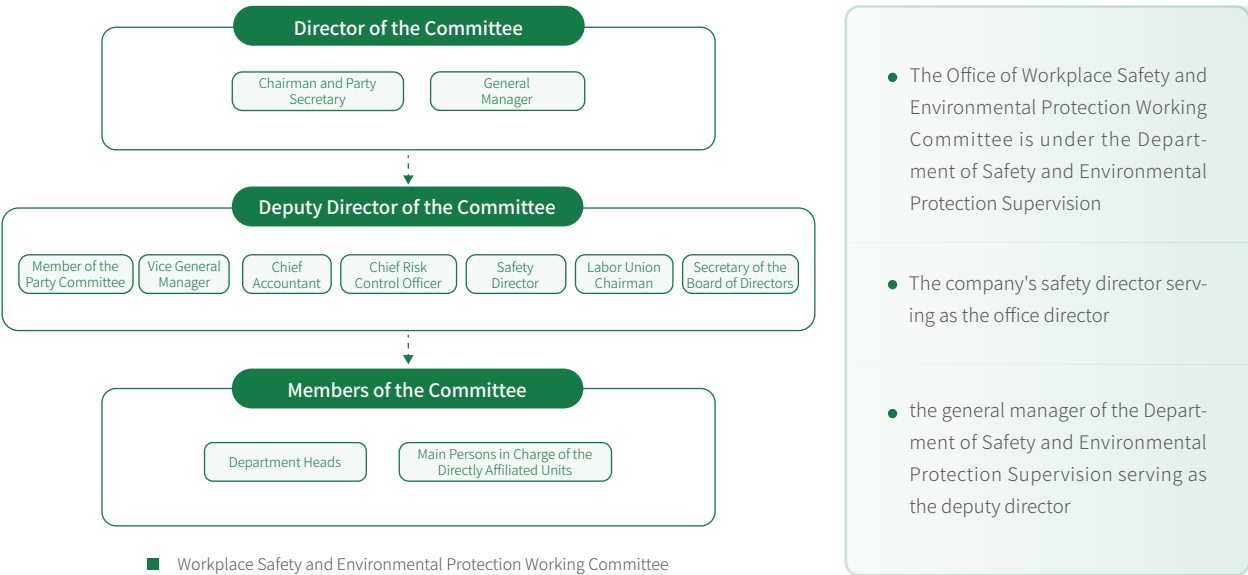 Director of the Committee
Chairman and Party
Secretary
General
Manager
Deputy Director of the Committee
Member of the
Party Committee
Vice General
Manager
Chief
Accountant
Chief Risk
Control Officer
Safety
Director
Labor Union
Chairman
Secretary of the
Board of Directors
Members of the Committee
Department Heads
Main Persons in Charge of the
Directly Affiliated Units
Workplace Safety and Environmental Protection Working Committee
The Office of Workplace Safety and
Environmental Protection Working
Committee is under the Depart-
ment of Safety and Environmental
Protection Supervision
The company's safety director serv-
ing as the office director
the general manager of the Depart-
ment of Safety and Environmental
Protection Supervision serving as
the deputy director